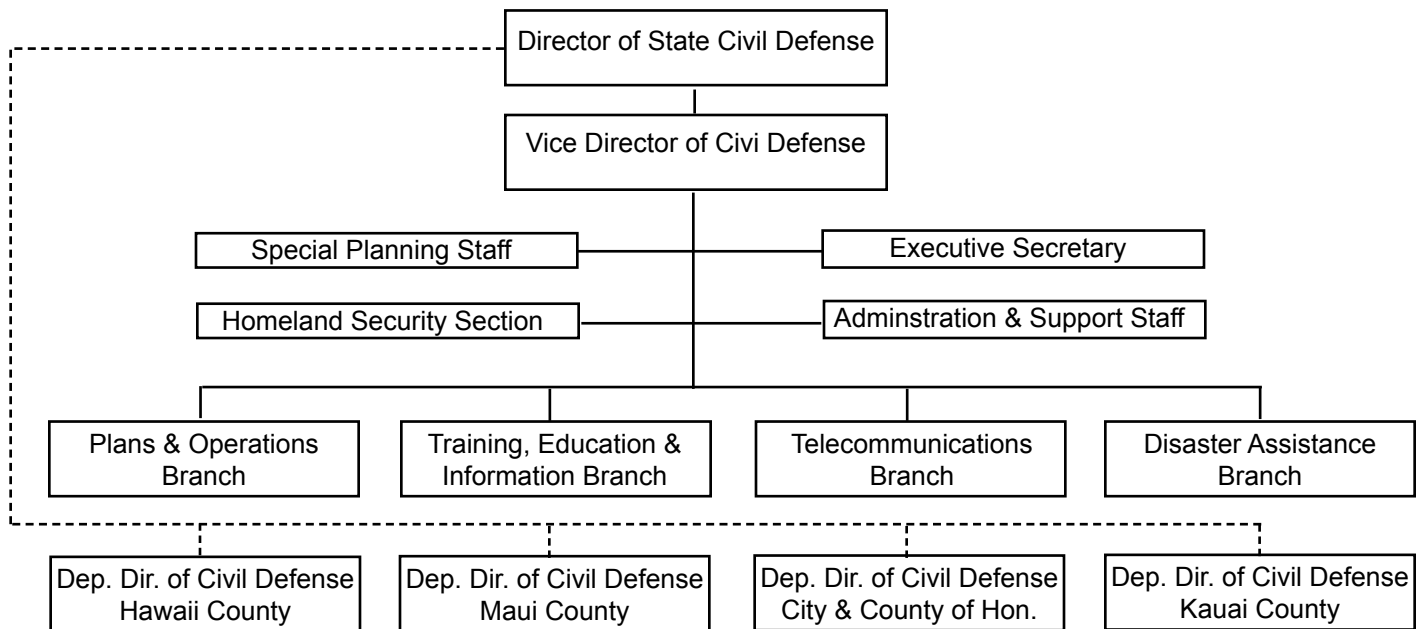 Director of State Civil Defense
Vice Director of Civi Defense
Special Planning Staff
Executive Secretary
Homeland Security Section
Adminstration & Support Staff
Plans & Operations
Branch
Training, Education &
Information Branch
Telecommunications
Branch
Disaster Assistance
Branch
Dep. Dir. of Civil Defense
Hawaii County
Dep. Dir. of Civil Defense
Maui County
Dep. Dir. of Civil Defense
City & County of Hon.
Dep. Dir. of Civil Defense
Kauai County